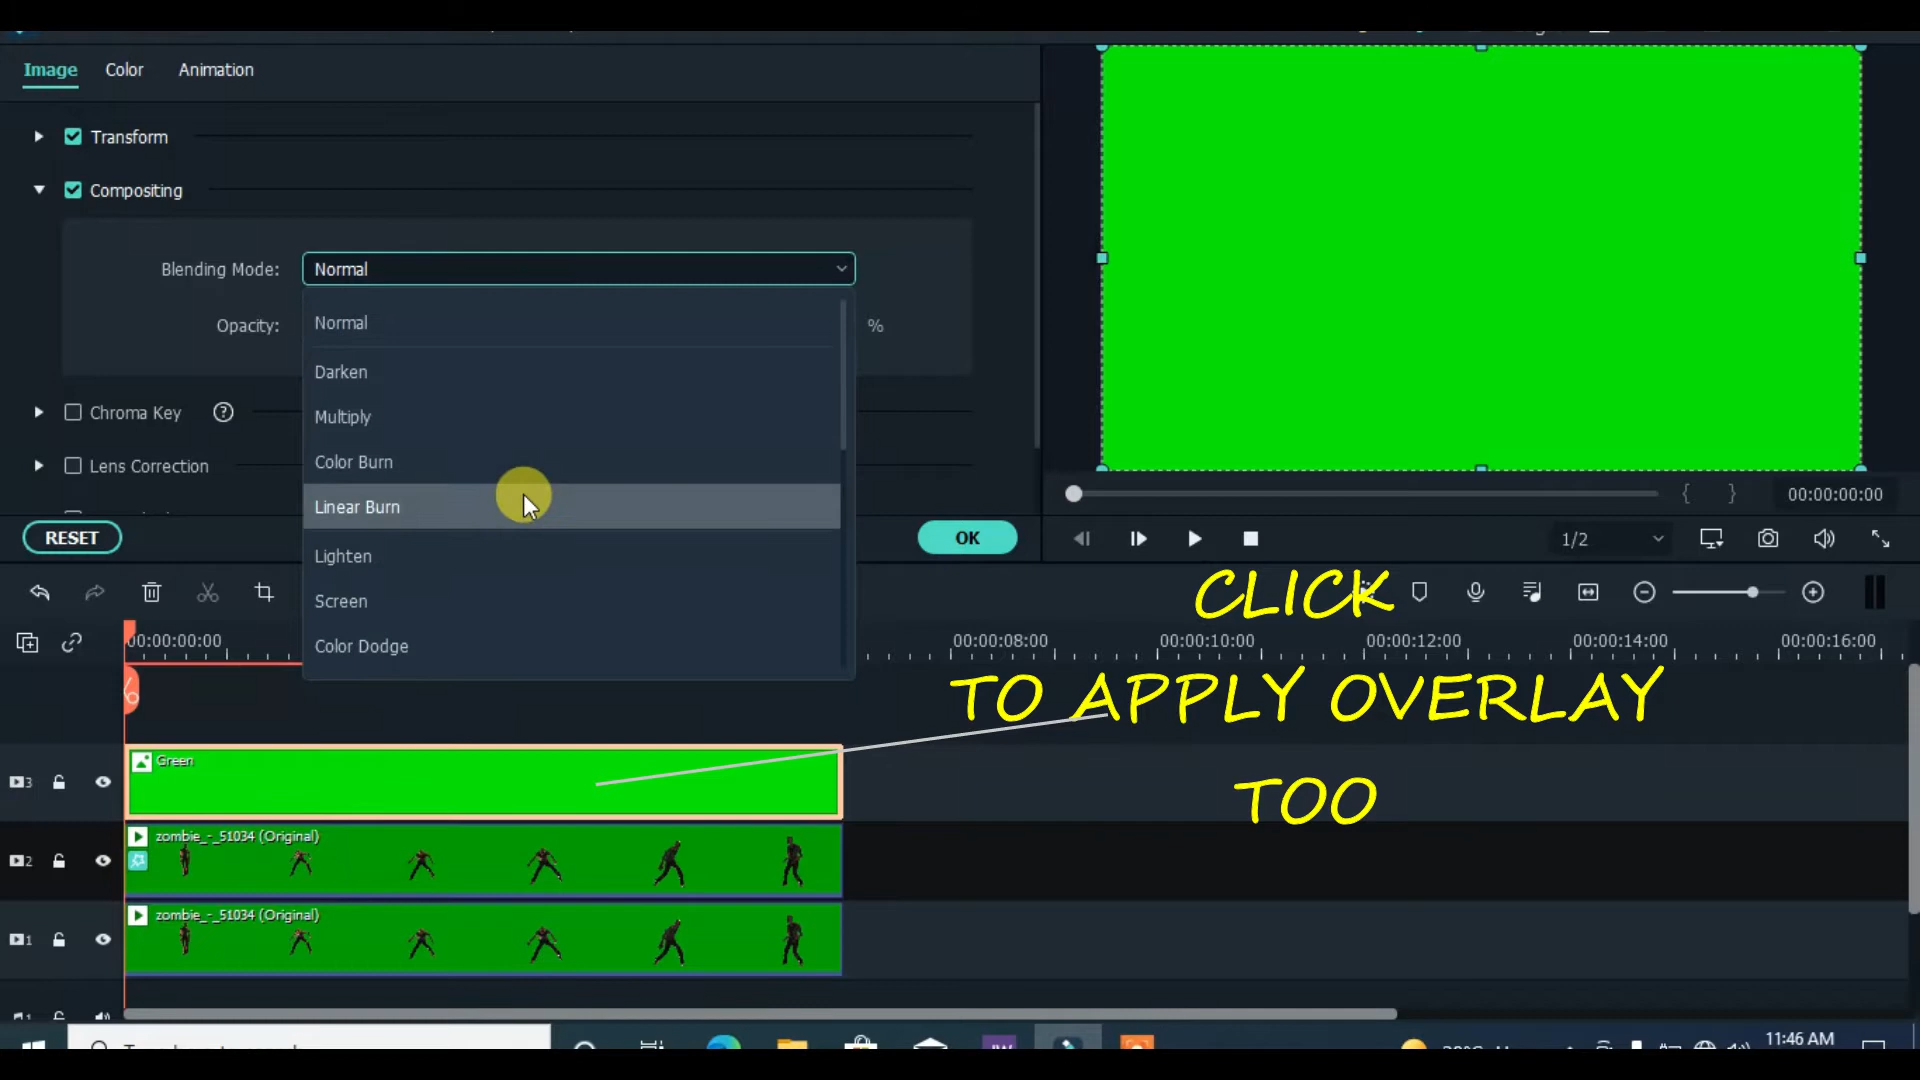 Image Color Animation
Transform
Compositing
Blending Mode: Normal
Normal
Opacity: %
Darken
Multiply
Chroma Key ?
Color Burn
Lens Correction
Linear Burn
00:00:00:00
RESET
OK
1/2
Lighten
Screen
Color Dodge
CLICK
00:00:00:00 00:00:08:00 00:00:10:00 00:00:12:00 00:00:14:00 00:00:16:00
TO APPLY OVERLAY
TOO
Green
3
zombie_-_51034 (Original)
2
zombie_-_51034 (Original)
1
11:46 AM